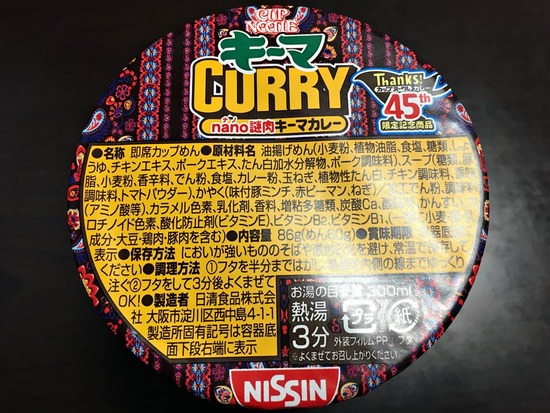 CUP
NOODLE
キーマ
CURRY
ナノ
nano謎肉キーマカレー
Thanks!
カップヌードルカレー
45th
限定記念商品
●名称 即席カップめん●原材料名 油揚げめん(小麦粉、植物油脂、食塩、糖類、しょ
うゆ、チキンエキス、ポークエキス、たん白加水分解物、ポーク調味料)、スープ(糖類、
脂、小麦粉、香辛料、でん粉、食塩、カレー粉、玉ねぎ、植物性たん白、チキン調味料、
調味料、トマトパウダー)、かやく(味付豚ミンチ、赤ピーマン、ねぎ)、加工でん粉、調味
(アミノ酸等)、カラメル色素、乳化剤、香料、増粘多糖類、炭酸Ca、かんすい、
ロチノイド色素、酸化防止剤(ビタミンE)、ビタミンB2、ビタミンB1、(一部に小麦・
成分・大豆・鶏肉・豚肉を含む)●内容量 86g(めん60g)●賞味期限 底
表示●保存方法 においが強いもののそばや を避け、常温で保存して
ください●調理方法 ①フタを半分まではが 内側の線までゆっくり
注ぐ②フタをして3分後よくまぜて
OK!●製造者 日清食品株式会
社 大阪市淀川区西中島4-1-1
製造所固有記号は容器底
面下段右端に表示
お湯の目安量 300ml
熱湯
3分
プラ
紙
外装フィルム:PP フタ
※よくまぜてお召し上がりください。
NISSIN